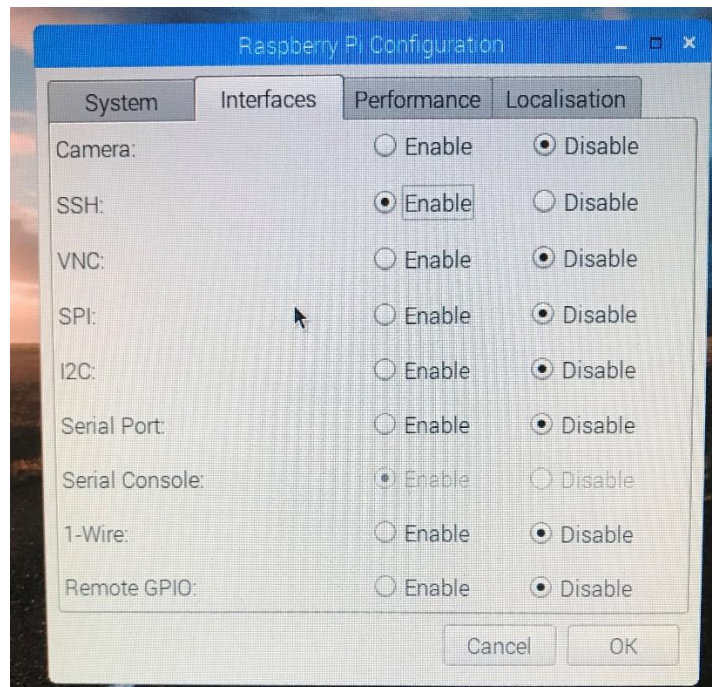 Raspberry Pi Configuration
System Interfaces Performance Localisation
Camera: Enable Disable
SSH: Enable Disable
VNC: Enable Disable
SPI: Enable Disable
I2C: Enable Disable
Serial Port: Enable Disable
Serial Console: Enable Disable
1-Wire: Enable Disable
Remote GPIO: Enable Disable
Cancel OK